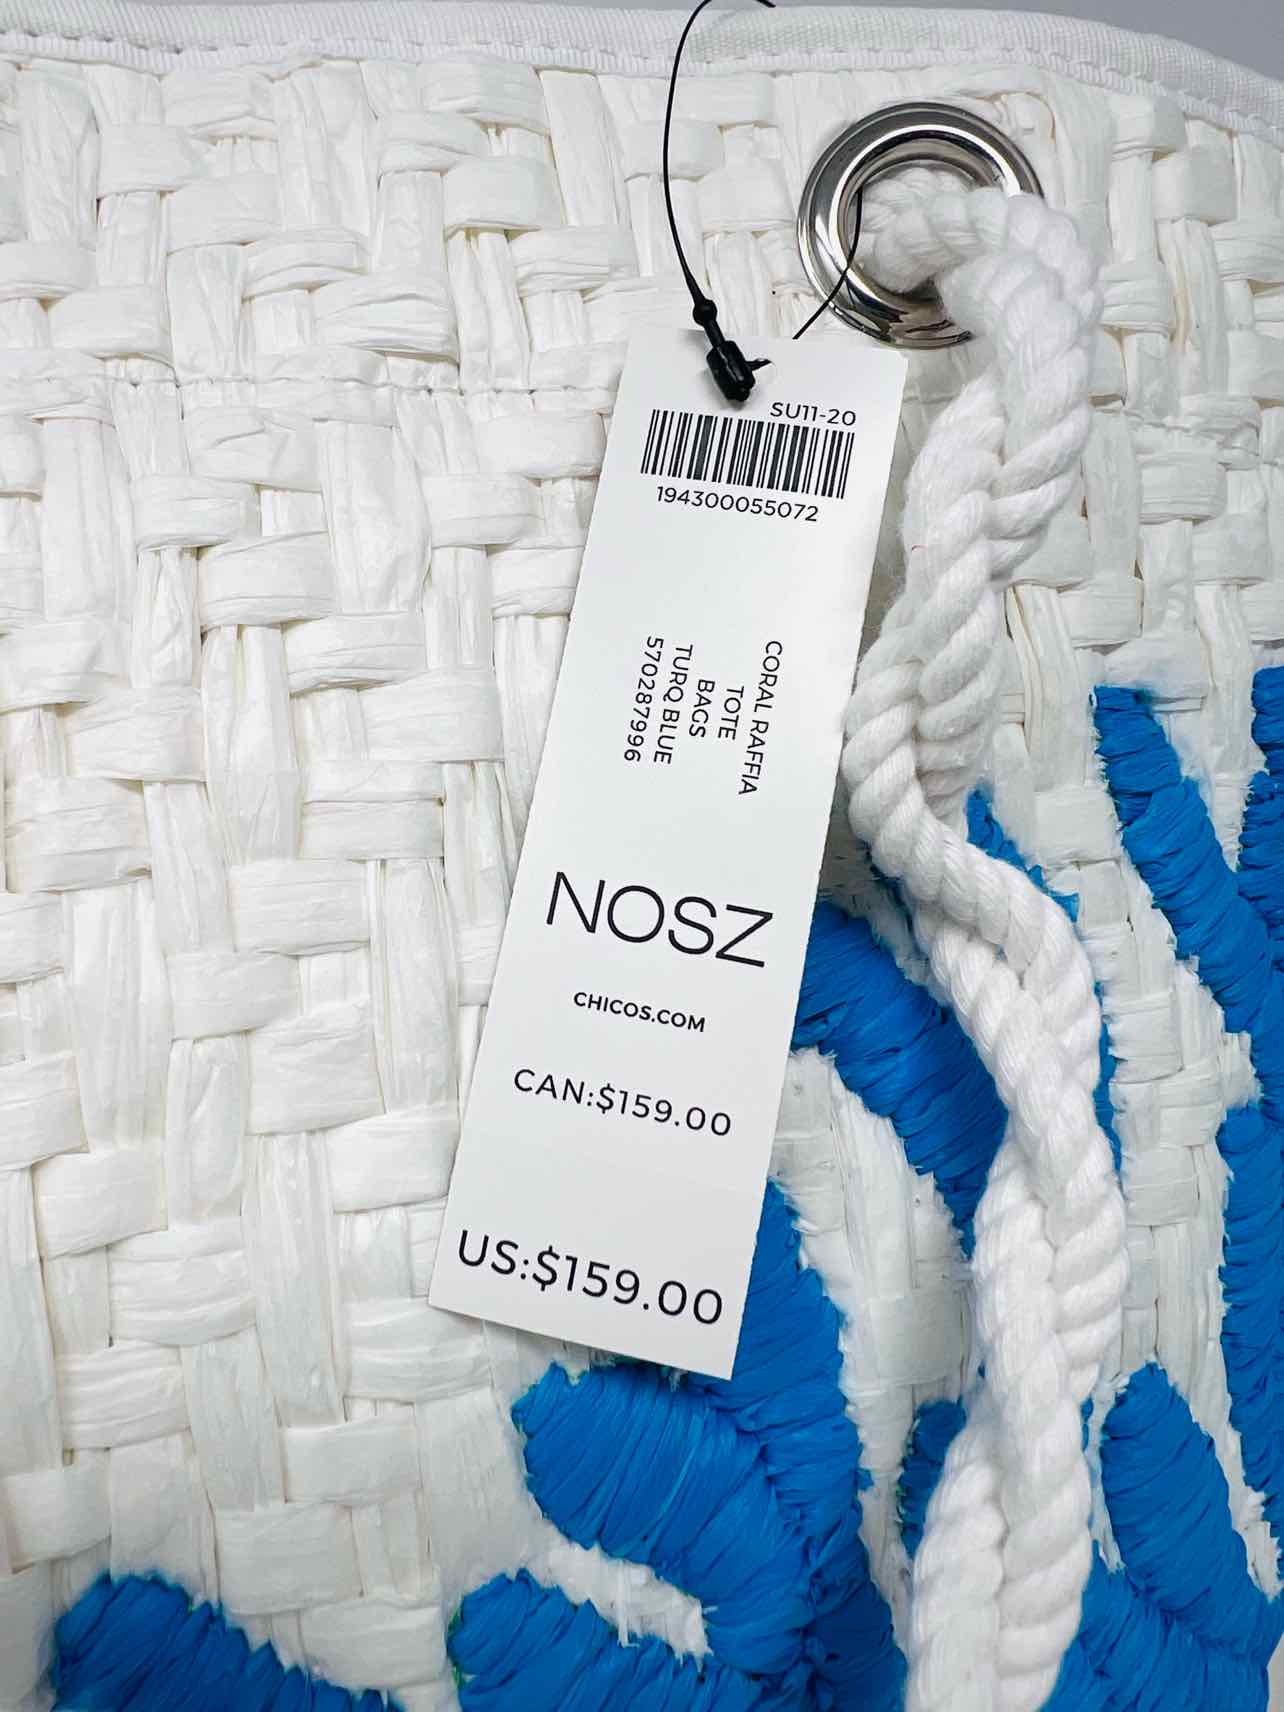 SU11-20
194300055072
CORAL RAFFIA
TOTE
BAGS
TURQ BLUE
570287996
NOSZ
CHICOS.COM
CAN:$159.00
US:$159.00